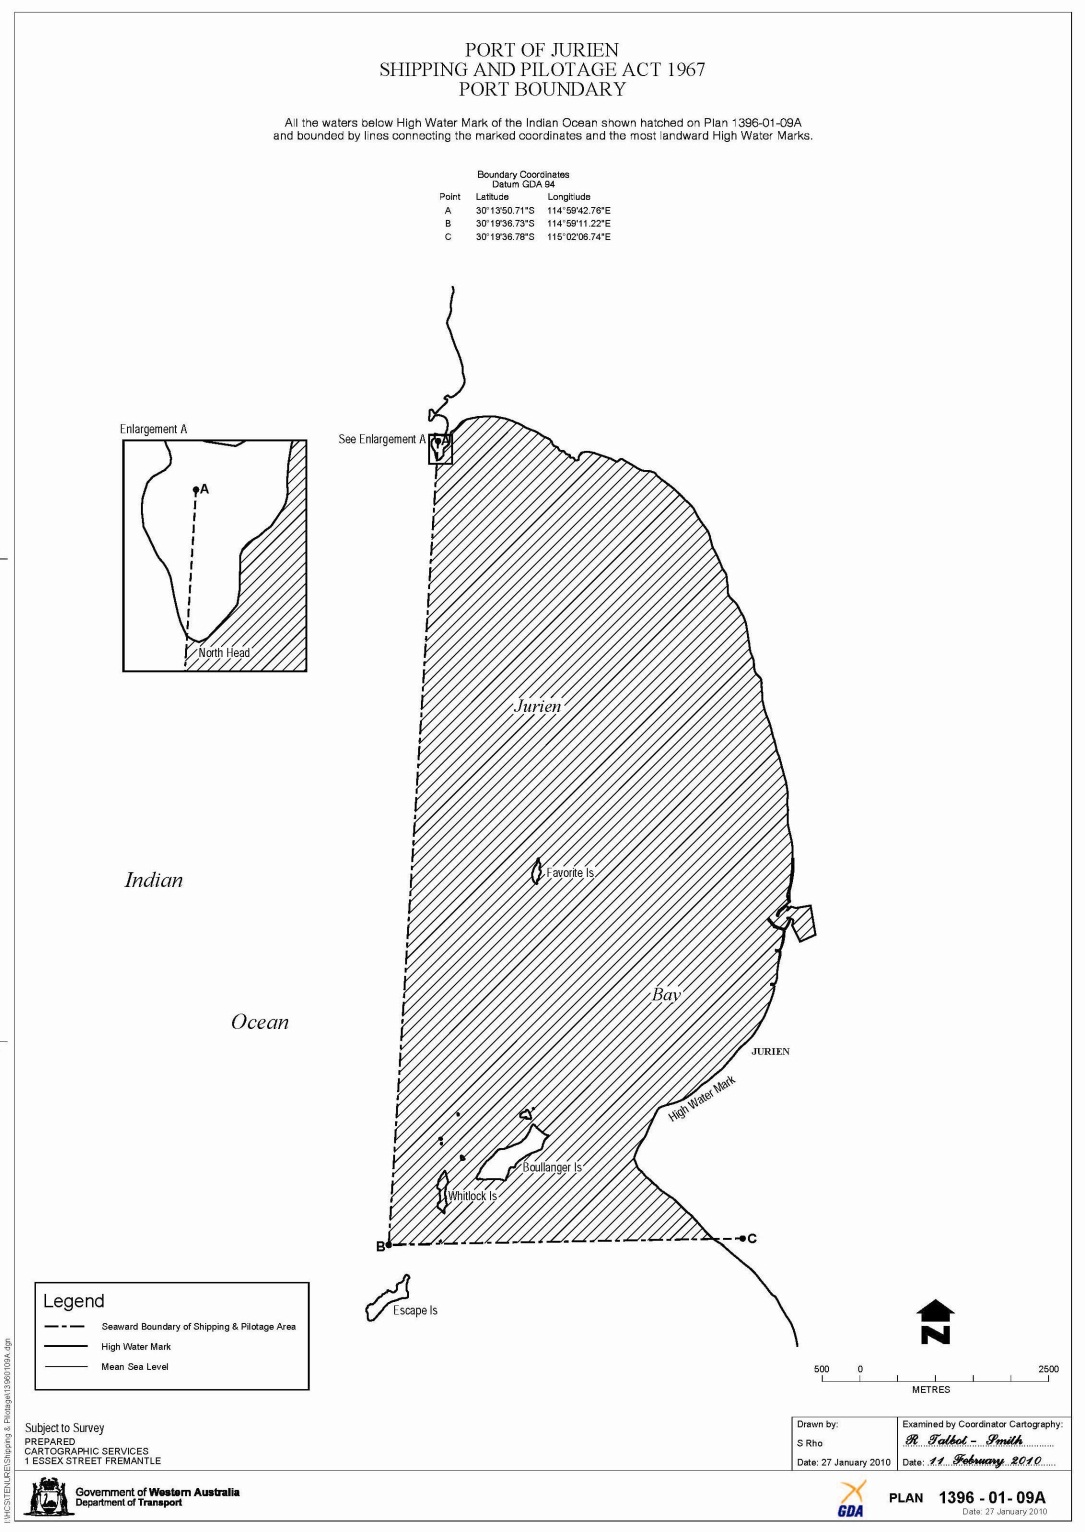 PORT OF JURIEN
SHIPPING AND PILOTAGE ACT 1967
PORT BOUNDARY
All the waters below High Water Mark of the Indian Ocean shown hatched on Plan 1396-01-09A
and bounded by lines connecting the marked coordinates and the most landward High Water Marks.
Boundary Coordinates
Datum GDA 94
Point Latitude Longitiude
A 30°13'50.71"S 114°59'42.76"E
B 30°19'36.73"S 114°59'11.22"E
C 30°19'36.78"S 115°02'06.74"E
Enlargement A
See Enlargement A
A
A
North Head
Jurien
Favorite Is
Indian
Bay
Ocean
JURIEN
High Water Mark
Boullanger Is
Whitlock Is
B
C
Escape Is
Legend
Seaward Boundary of Shipping & Pilotage Area
High Water Mark
Mean Sea Level
N
500 0 2500
METRES
I:\HCS\TENURE\Shipping & Pilotage\13960109A.dgn
Subject to Survey
PREPARED
CARTOGRAPHIC SERVICES
1 ESSEX STREET FREMANTLE
Drawn by:
S Rho
Date: 27 January 2010
Examined by Coordinator Cartography:
R Talbot - Smith
Date: 11 February 2010
Government of Western Australia
Department of Transport
GDA
PLAN 1396 - 01 - 09A
Date: 27 January 2010